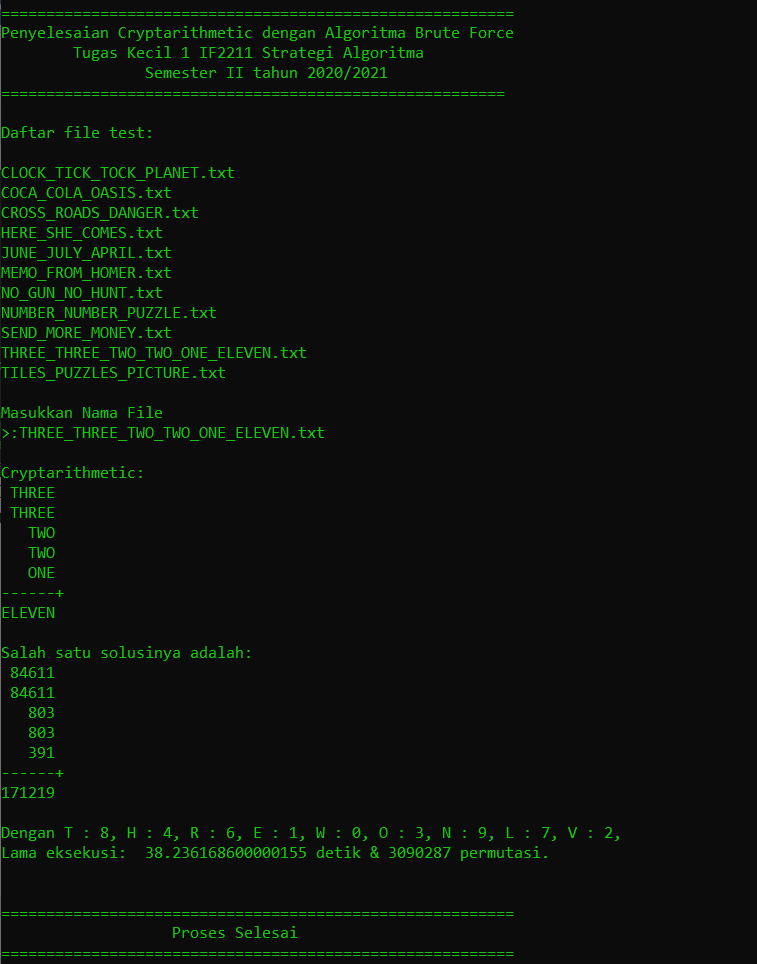 =========================================================
Penyelesaian Cryptarithmetic dengan Algoritma Brute Force
        Tugas Kecil 1 IF2211 Strategi Algoritma
                Semester II tahun 2020/2021
========================================================
Daftar file test:
CLOCK_TICK_TOCK_PLANET.txt
COCA_COLA_OASIS.txt
CROSS_ROADS_DANGER.txt
HERE_SHE_COMES.txt
JUNE_JULY_APRIL.txt
MEMO_FROM_HOMER.txt
NO_GUN_NO_HUNT.txt
NUMBER_NUMBER_PUZZLE.txt
SEND_MORE_MONEY.txt
THREE_THREE_TWO_TWO_ONE_ELEVEN.txt
TILES_PUZZLES_PICTURE.txt
Masukkan Nama File
>:THREE_THREE_TWO_TWO_ONE_ELEVEN.txt
Cryptarithmetic:
 THREE
 THREE
   TWO
   TWO
   ONE
------+
ELEVEN
Salah satu solusinya adalah:
 84611
 84611
   803
   803
   391
------+
171219
Dengan T : 8, H : 4, R : 6, E : 1, W : 0, O : 3, N : 9, L : 7, V : 2,
Lama eksekusi:  38.236168600000155 detik & 3090287 permutasi.
=========================================================
                   Proses Selesai
=========================================================